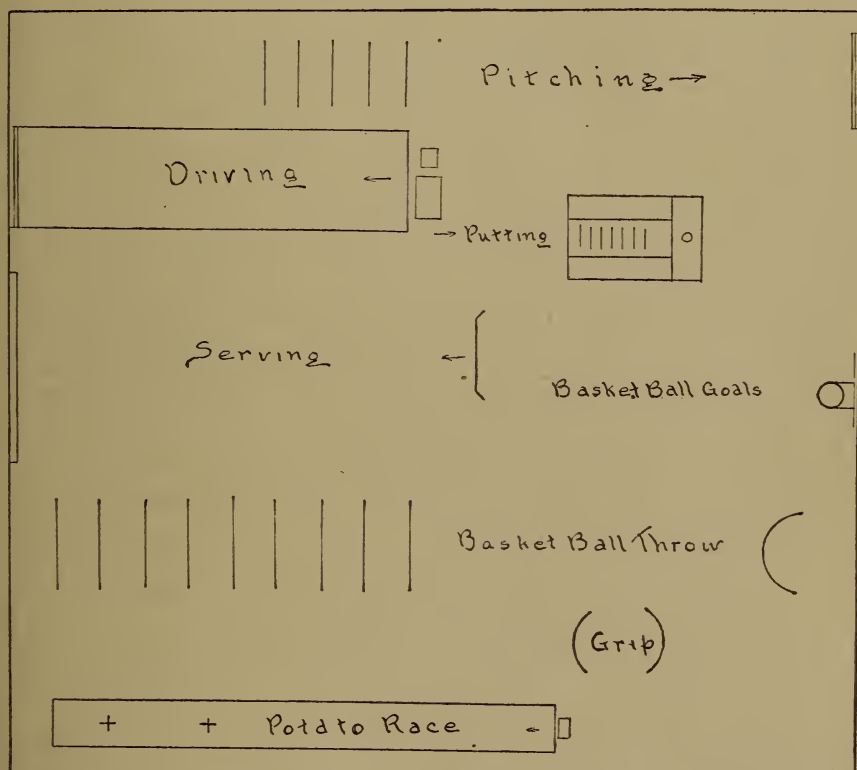 Pitching →
Driving ←
→ Putting
Serving ←
Basket Ball Goals
Basket Ball Throw
(Grip)
+ + Potato Race ←